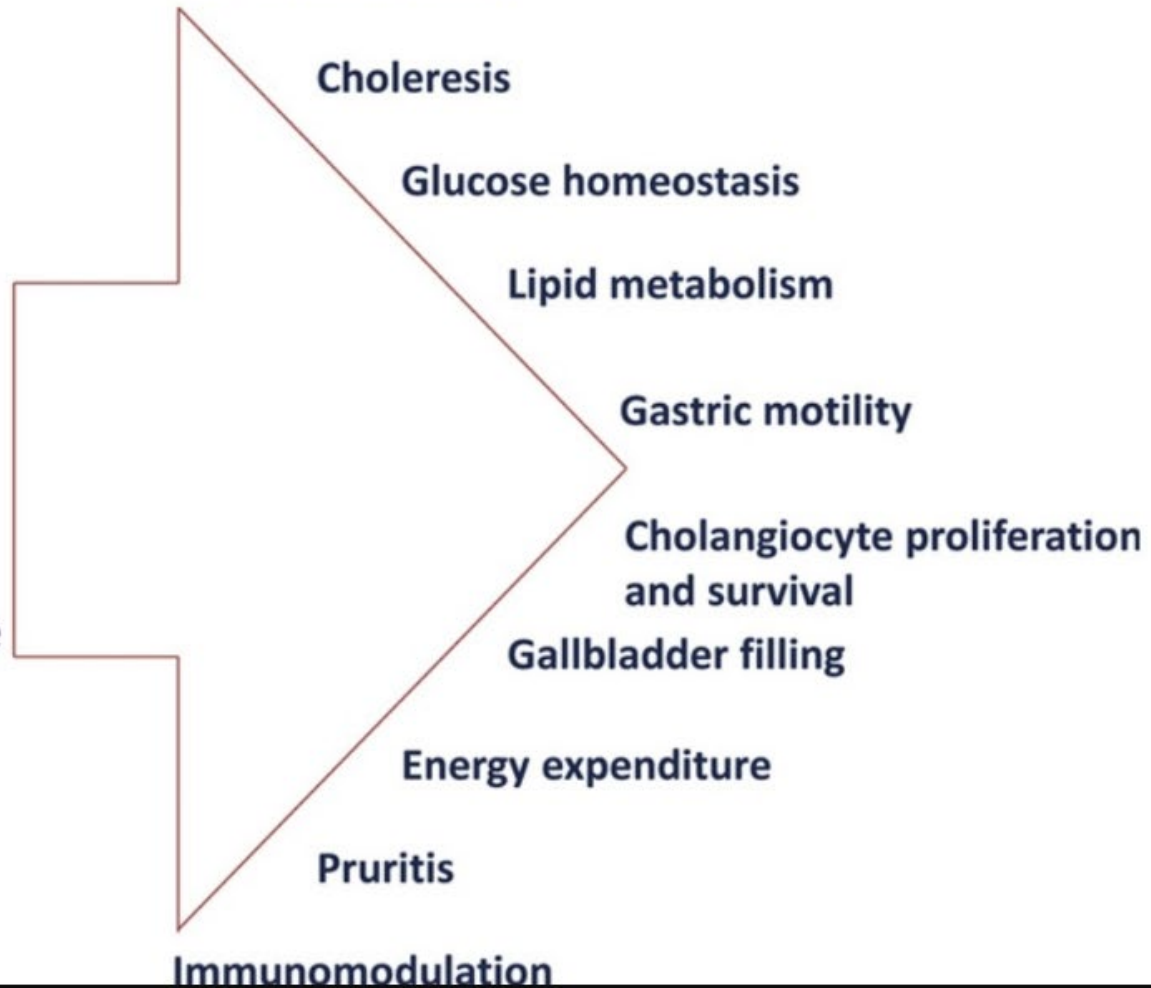 Choleresis
Glucose homeostasis
Lipid metabolism
Gastric motility
Cholangiocyte proliferation
and survival
Gallbladder filling
Energy expenditure
Pruritis
Immunomodulation